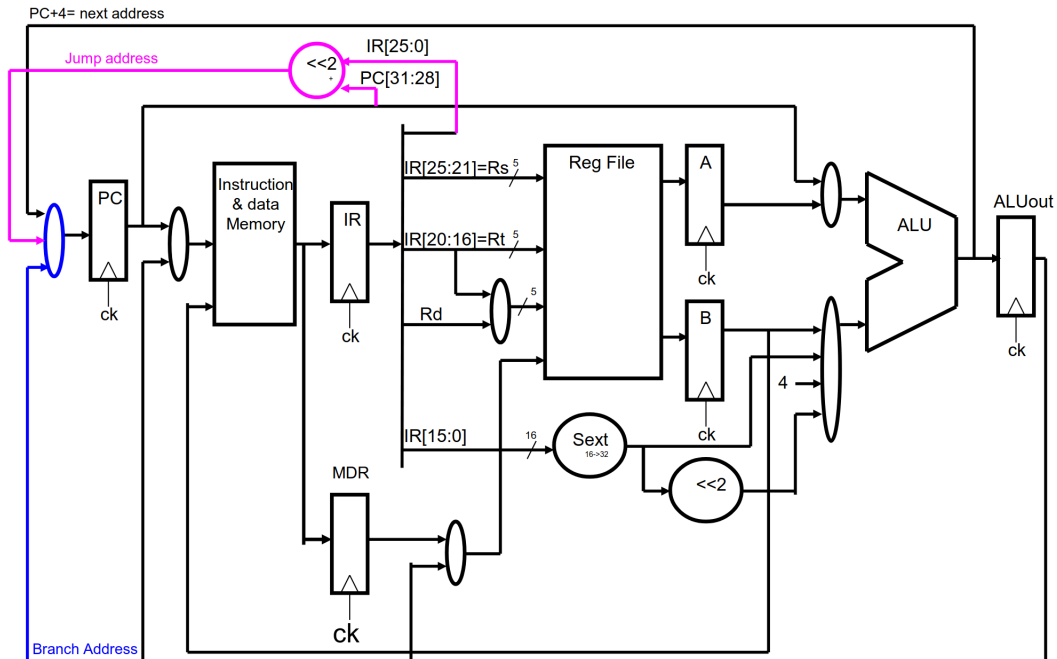 PC+4= next address
IR[25:0]
Jump address
<<2
+
PC[31:28]
Instruction
& data
Memory
PC
IR
IR[25:21]=Rs
5
Reg File
A
ALU
ALUout
IR[20:16]=Rt
5
ck
ck
ck
Rd
5
B
ck
4
ck
IR[15:0]
16
Sext
16->32
<<2
MDR
ck
Branch Address